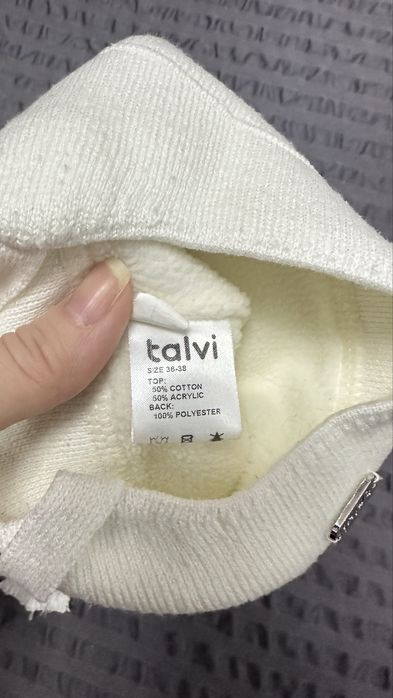 talvi
SIZE 36-38
TOP:
50% COTTON
50% ACRYLIC
BACK:
100% POLYESTER